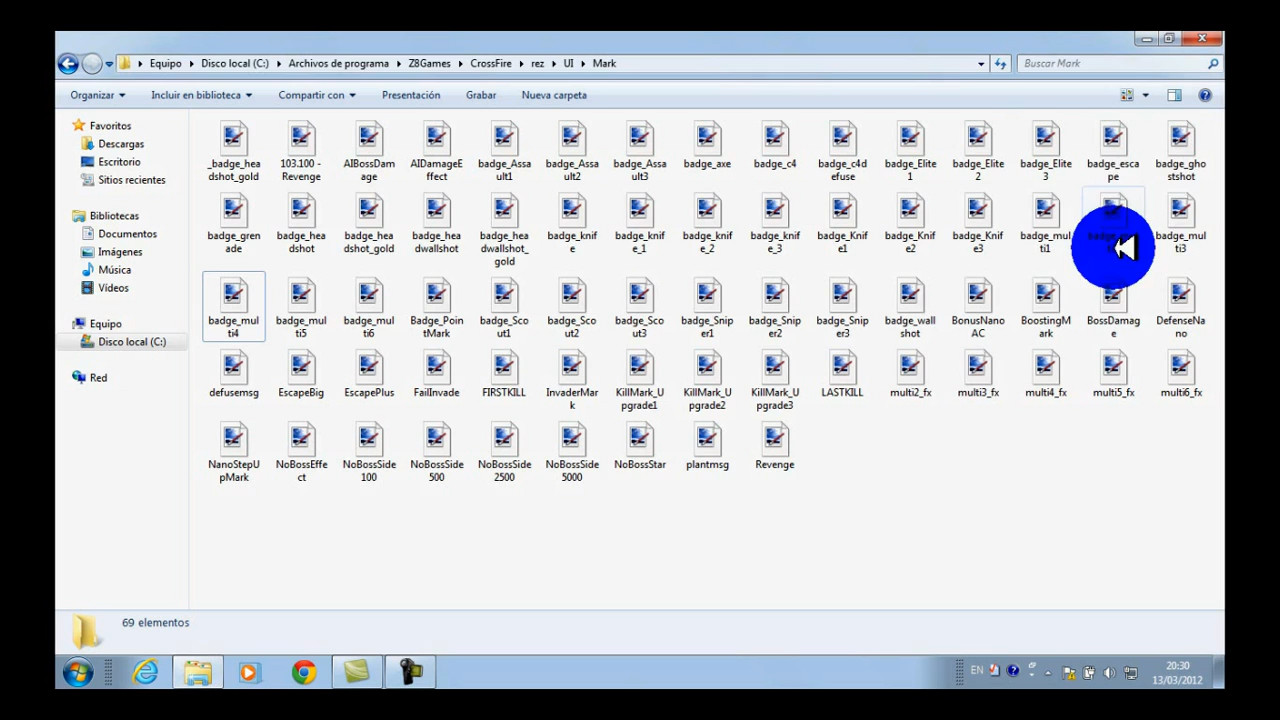 Equipo Disco local (C:) Archivos de programa Z8Games CrossFire rez UI Mark
Buscar Mark
Organizar Incluir en biblioteca Compartir con Presentación Grabar Nueva carpeta
Favoritos
Descargas
Escritorio
Sitios recientes
Bibliotecas
Documentos
Imágenes
Música
Vídeos
Equipo
Disco local (C:)
Red
_badge_hea
dshot_gold
103.100 -
Revenge
AIBossDam
age
AIDamageE
ffect
badge_Assa
ult1
badge_Assa
ult2
badge_Assa
ult3
badge_axe
badge_c4
badge_c4d
efuse
badge_Elite
1
badge_Elite
2
badge_Elite
3
badge_esca
pe
badge_gho
stshot
badge_gren
ade
badge_hea
dshot
badge_hea
dshot_gold
badge_hea
dwallshot
badge_hea
dwallshot_
gold
badge_knif
e
badge_knif
e_1
badge_knif
e_2
badge_knif
e_3
badge_Knif
e1
badge_Knif
e2
badge_Knif
e3
badge_mul
ti1
badge_mul
ti3
badge_mul
ti4
badge_mul
ti5
badge_mul
ti6
Badge_Poin
tMark
badge_Sco
ut1
badge_Sco
ut2
badge_Sco
ut3
badge_Snip
er1
badge_Snip
er2
badge_Snip
er3
badge_wall
shot
BonusNano
AC
BoostingM
ark
BossDamag
e
DefenseNa
no
defusemsg
EscapeBig
EscapePlus
FailInvade
FIRSTKILL
InvaderMar
k
KillMark_U
pgrade1
KillMark_U
pgrade2
KillMark_U
pgrade3
LASTKILL
multi2_fx
multi3_fx
multi4_fx
multi5_fx
multi6_fx
NanoStepU
pMark
NoBossEffe
ct
NoBossSide
100
NoBossSide
500
NoBossSide
2500
NoBossSide
5000
NoBossStar
plantmsg
Revenge
69 elementos
EN
20:30
13/03/2012